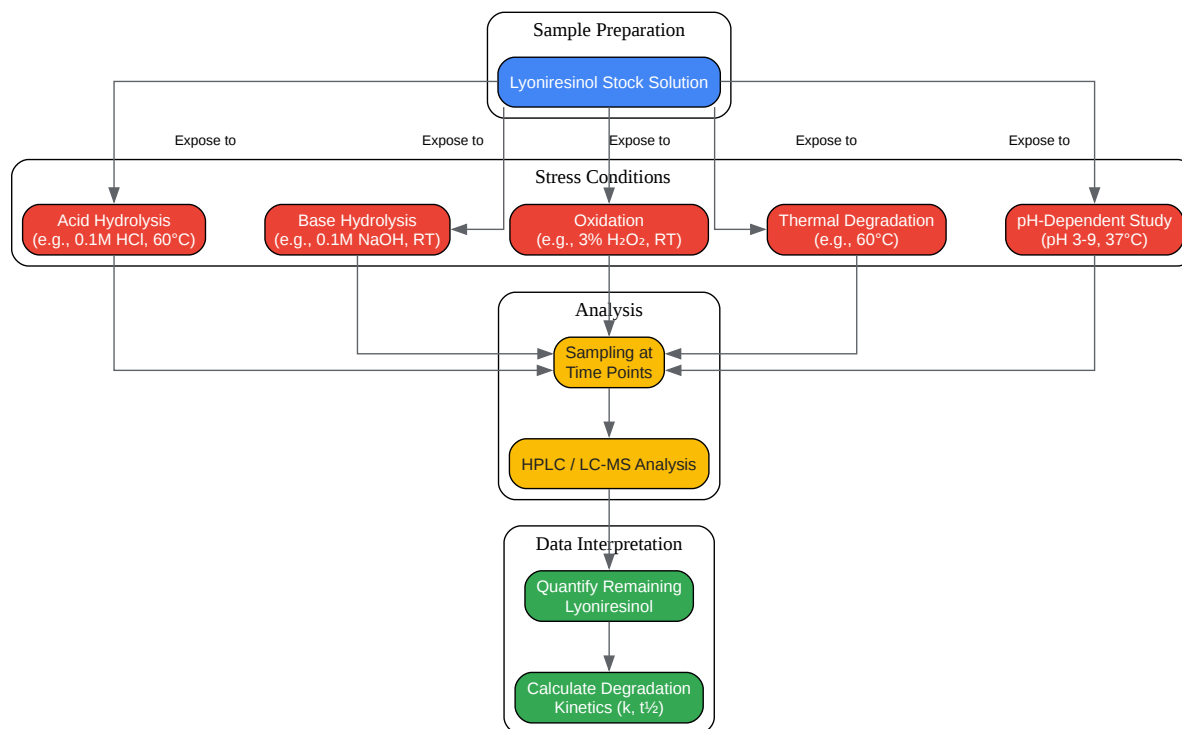 Sample Preparation
Lyoniresinol Stock Solution
Expose to
Expose to
Expose to
Expose to
Expose to
Stress Conditions
Acid Hydrolysis
(e.g., 0.1M HCl, 60°C)
Base Hydrolysis
(e.g., 0.1M NaOH, RT)
Oxidation
(e.g., 3% H₂O₂, RT)
Thermal Degradation
(e.g., 60°C)
pH-Dependent Study
(pH 3-9, 37°C)
Analysis
Sampling at
Time Points
HPLC / LC-MS Analysis
Data Interpretation
Quantify Remaining
Lyoniresinol
Calculate Degradation
Kinetics (k, t½)